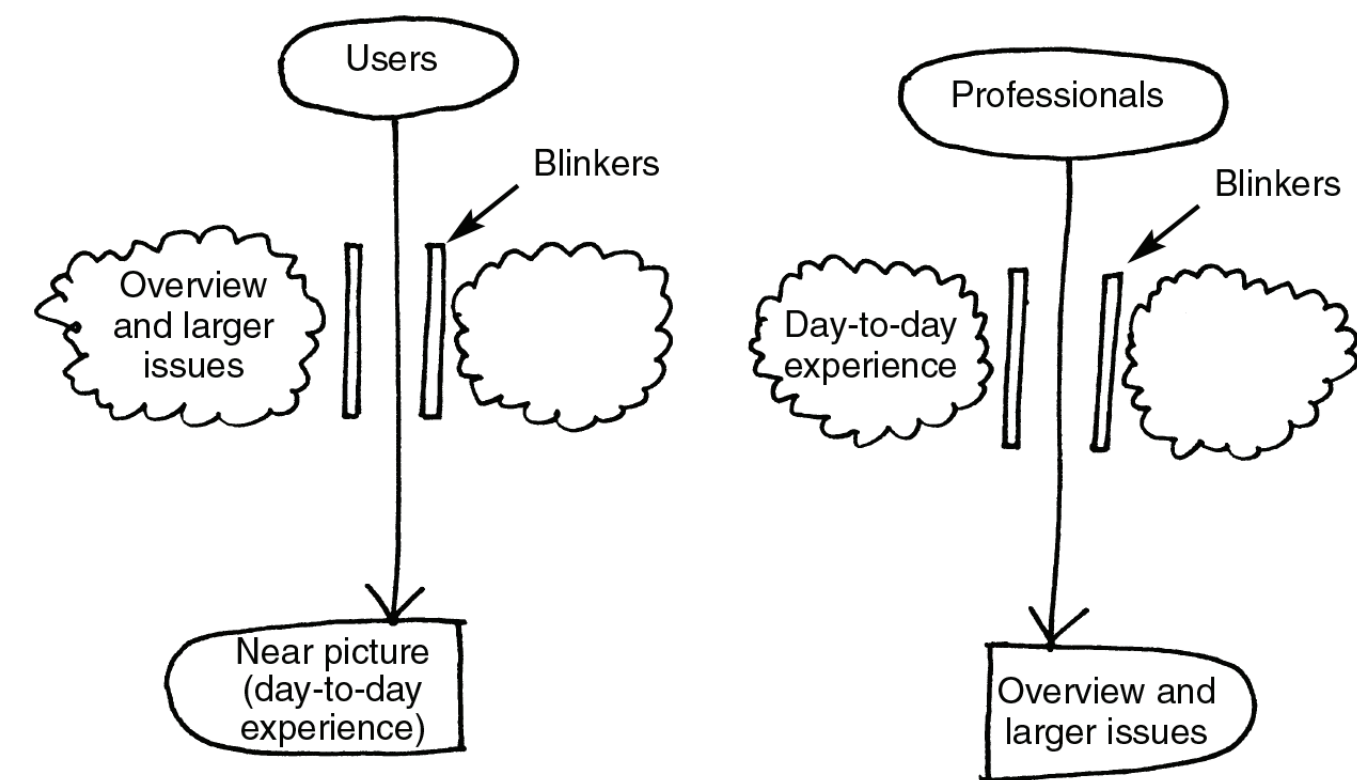 Users
Blinkers
Overview
and larger
issues
Near picture
(day-to-day
experience)
Professionals
Blinkers
Day-to-day
experience
Overview and
larger issues